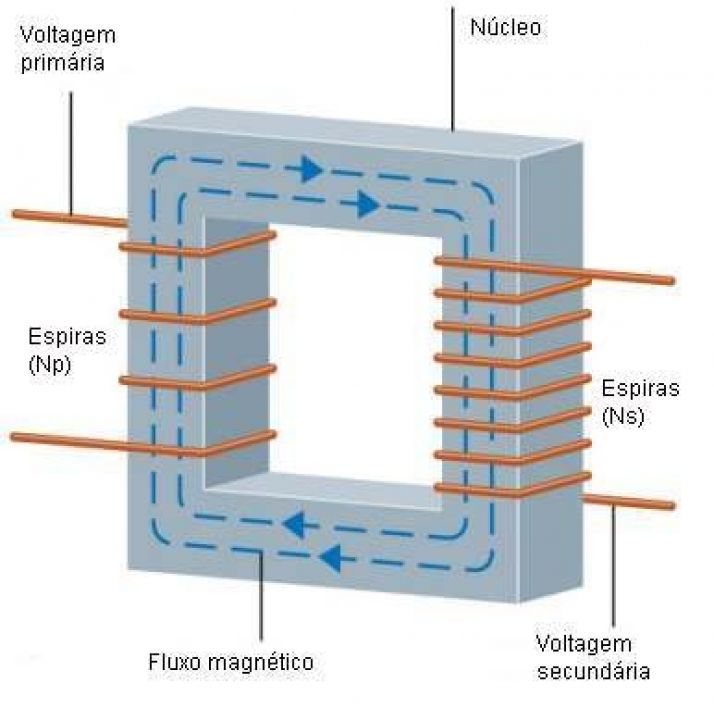 Voltagem
primária
Núcleo
Espiras
(Np)
Espiras
(Ns)
Fluxo magnético
Voltagem
secundária